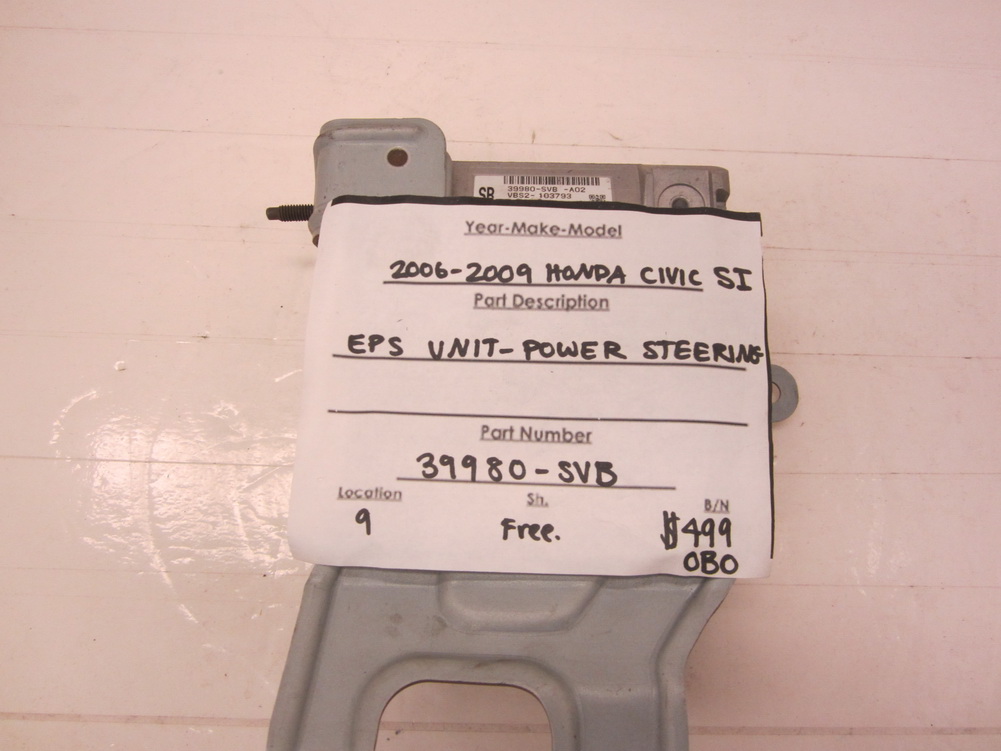 SB 39980-SVB -A02
VB52-103793
Year-Make-Model
2006-2009 HONDA CIVIC SI
Part Description
EPS UNIT-POWER STEERING
Part Number
39980-SVB
Location Sh. B/N
9 Free. $499
OBO